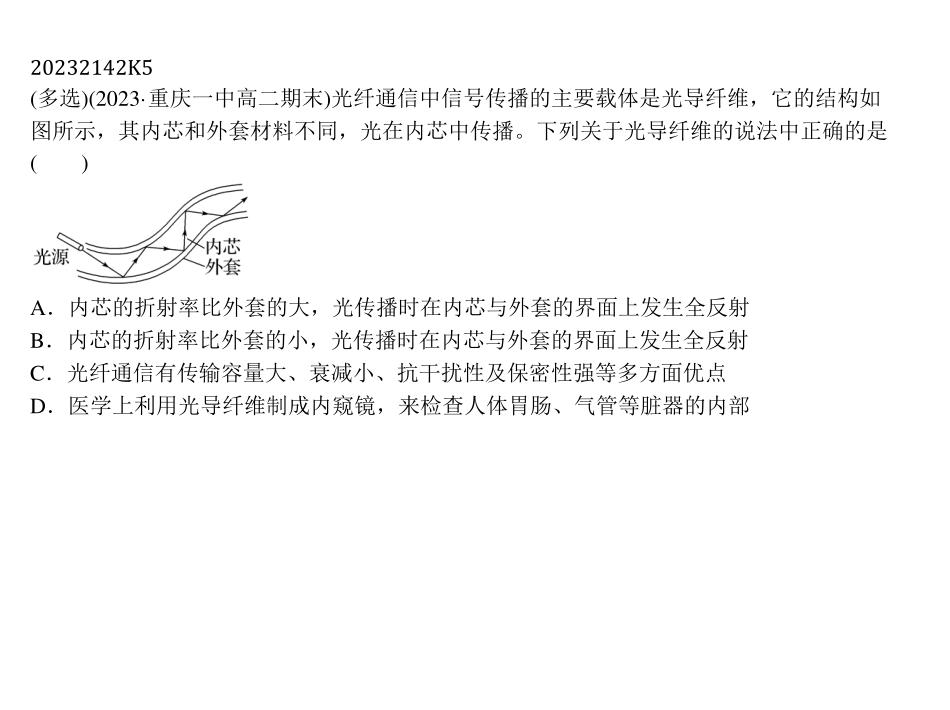 20232142K5
(多选)(2023·重庆一中高二期末)光纤通信中信号传播的主要载体是光导纤维，它的结构如
图所示，其内芯和外套材料不同，光在内芯中传播。下列关于光导纤维的说法中正确的是
(　　)
光源
内芯
外套
A．内芯的折射率比外套的大，光传播时在内芯与外套的界面上发生全反射
B．内芯的折射率比外套的小，光传播时在内芯与外套的界面上发生全反射
C．光纤通信有传输容量大、衰减小、抗干扰性及保密性强等多方面优点
D．医学上利用光导纤维制成内窥镜，来检查人体胃肠、气管等脏器的内部